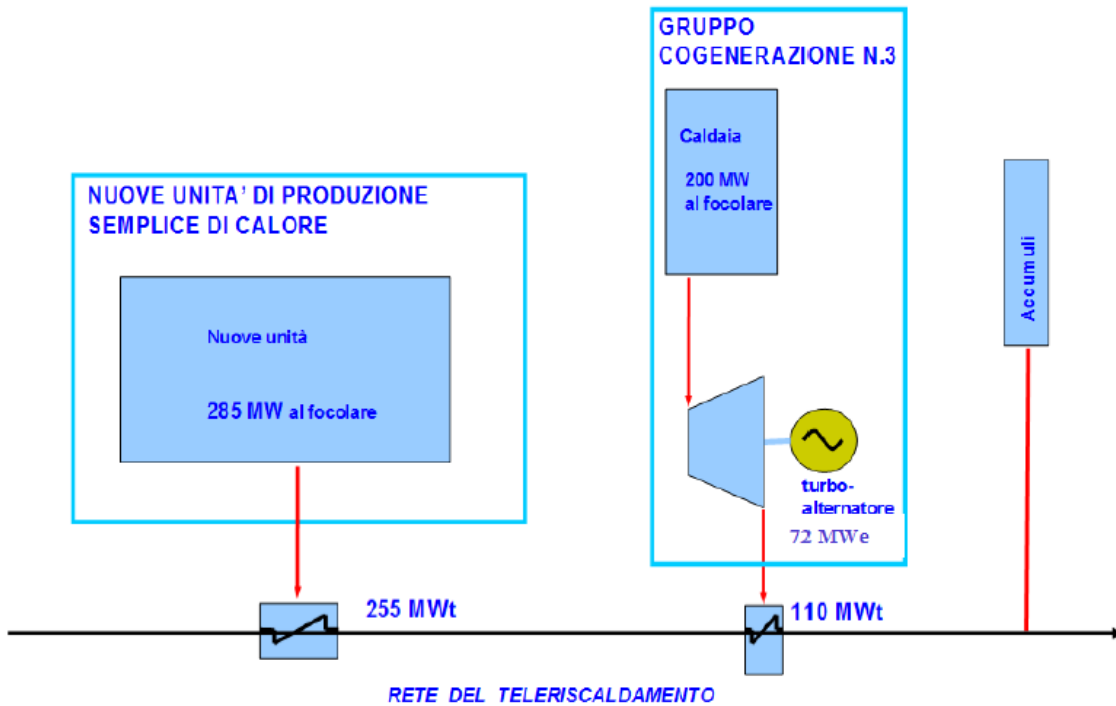 GRUPPO
COGENERAZIONE N.3
Caldaia
200 MW
al focolare
NUOVE UNITA' DI PRODUZIONE
SEMPLICE DI CALORE
Nuove unità
285 MW al focolare
Accumuli
turbo-
alternatore
72 MWe
255 MWt
110 MWt
RETE DEL TELERISCALDAMENTO